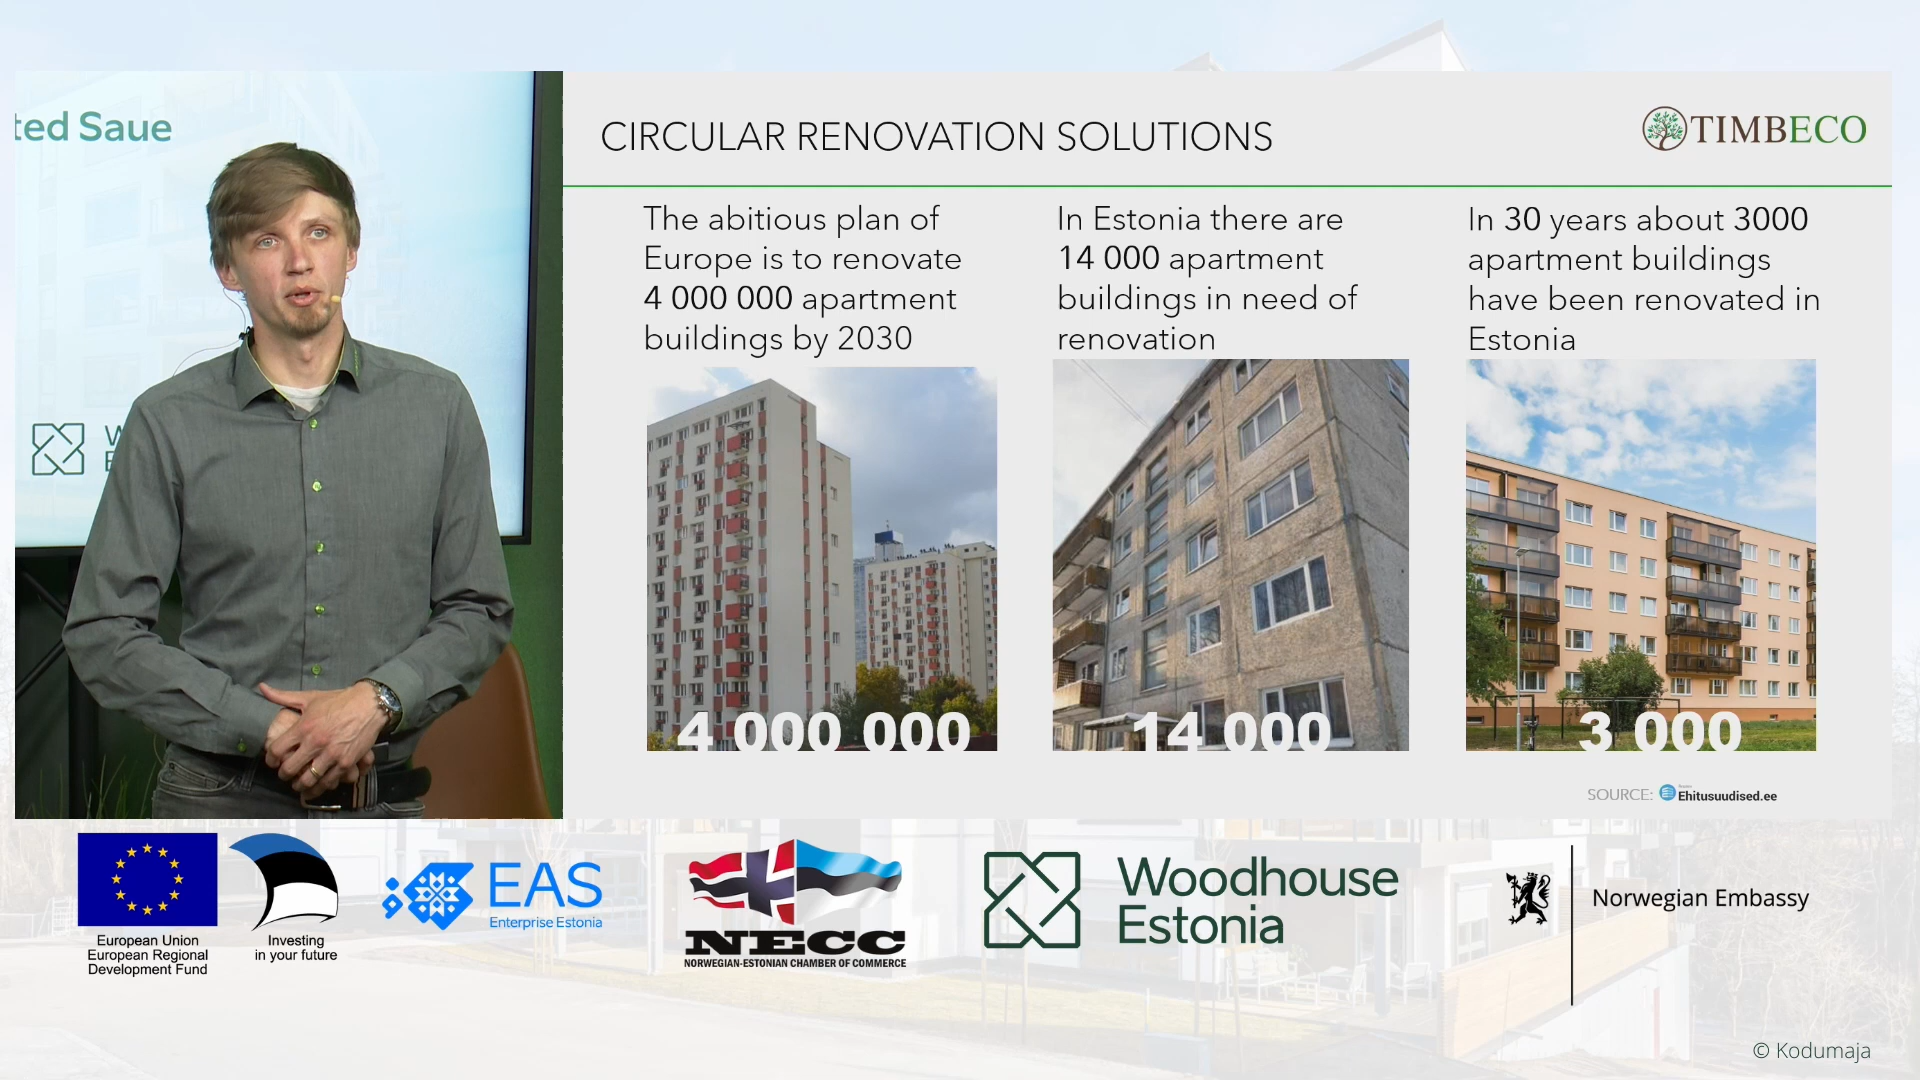 ted Saue
CIRCULAR RENOVATION SOLUTIONS
TIMBECO
The abitious plan of
Europe is to renovate
4 000 000 apartment
buildings by 2030
In Estonia there are
14 000 apartment
buildings in need of
renovation
In 30 years about 3000
apartment buildings
have been renovated in
Estonia
4 000 000
14 000
3 000
SOURCE: Ehitusuudised.ee
European Union
European Regional
Development Fund
Investing
in your future
EAS
Enterprise Estonia
NECC
NORWEGIAN-ESTONIAN CHAMBER OF COMMERCE
Woodhouse
Estonia
Norwegian Embassy
© Kodumaja